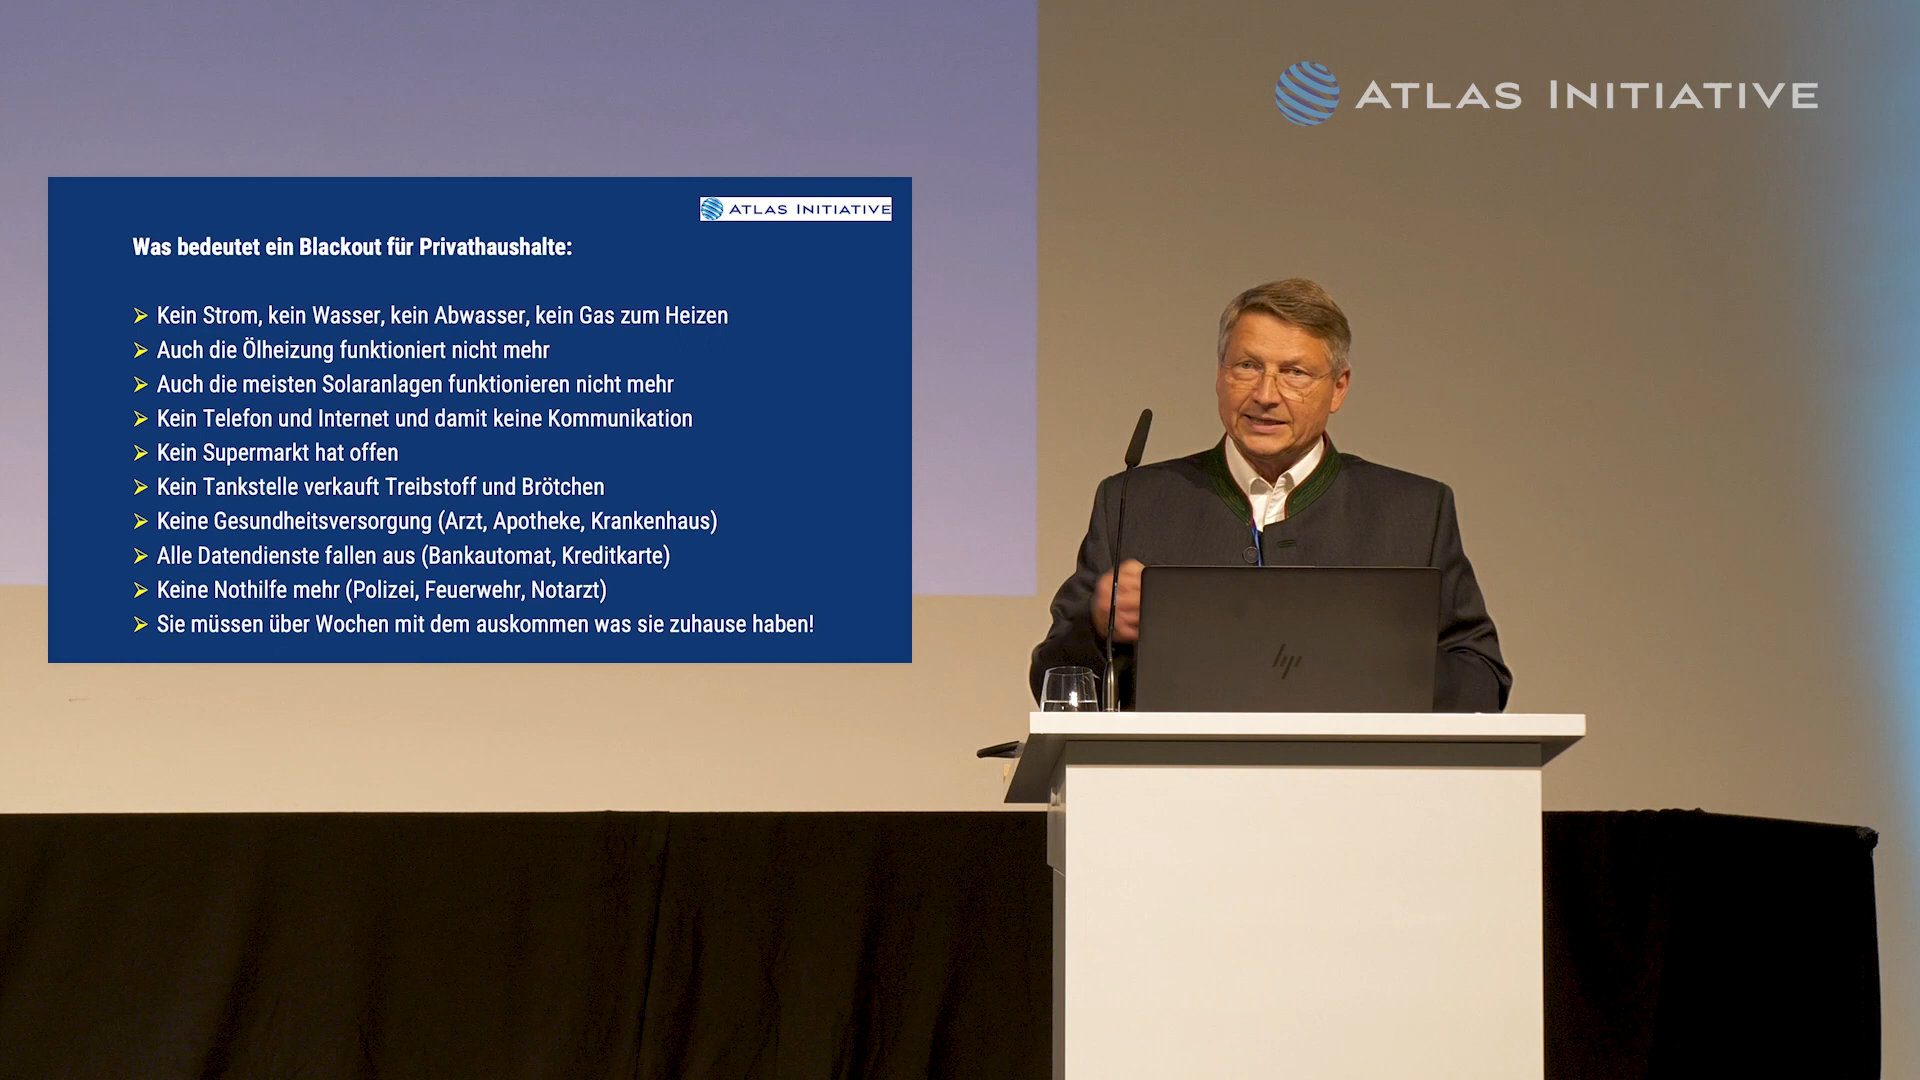 ATLAS INITIATIVE
ATLAS INITIATIVE
Was bedeutet ein Blackout für Privathaushalte:
Kein Strom, kein Wasser, kein Abwasser, kein Gas zum Heizen
Auch die Ölheizung funktioniert nicht mehr
Auch die meisten Solaranlagen funktionieren nicht mehr
Kein Telefon und Internet und damit keine Kommunikation
Kein Supermarkt hat offen
Kein Tankstelle verkauft Treibstoff und Brötchen
Keine Gesundheitsversorgung (Arzt, Apotheke, Krankenhaus)
Alle Datendienste fallen aus (Bankautomat, Kreditkarte)
Keine Nothilfe mehr (Polizei, Feuerwehr, Notarzt)
Sie müssen über Wochen mit dem auskommen was sie zuhause haben!
hp